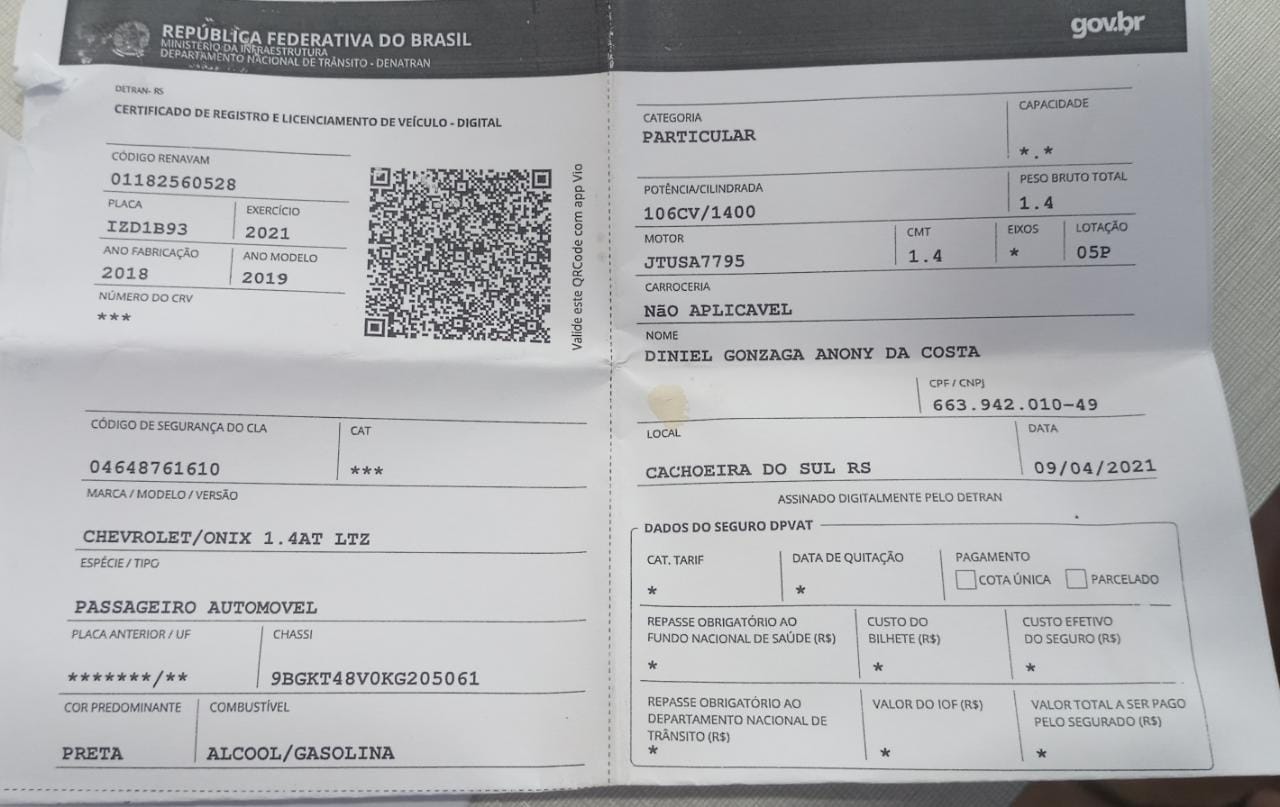 REPÚBLICA FEDERATIVA DO BRASIL
MINISTÉRIO DA INFRAESTRUTURA
DEPARTAMENTO NACIONAL DE TRÂNSITO - DENATRAN
gov.br
DETRAN- RS
CERTIFICADO DE REGISTRO E LICENCIAMENTO DE VEÍCULO - DIGITAL
CÓDIGO RENAVAM
01182560528
PLACA EXERCÍCIO
IZD1B93 2021
ANO FABRICAÇÃO ANO MODELO
2018 2019
NÚMERO DO CRV
***
Valide este QRCode com app Vio
CÓDIGO DE SEGURANÇA DO CLA CAT
04648761610 ***
MARCA / MODELO / VERSÃO
CHEVROLET/ONIX 1.4AT LTZ
ESPÉCIE / TIPO
PASSAGEIRO AUTOMOVEL
PLACA ANTERIOR / UF CHASSI
*******/** 9BGKT48V0KG205061
COR PREDOMINANTE COMBUSTÍVEL
PRETA ALCOOL/GASOLINA
CATEGORIA CAPACIDADE
PARTICULAR *.*
POTÊNCIA/CILINDRADA PESO BRUTO TOTAL
106CV/1400 1.4
MOTOR CMT EIXOS LOTAÇÃO
JTUSA7795 1.4 * 05P
CARROCERIA
NãO APLICAVEL
NOME
DINIEL GONZAGA ANONY DA COSTA
CPF / CNPJ
663.942.010-49
LOCAL DATA
CACHOEIRA DO SUL RS 09/04/2021
ASSINADO DIGITALMENTE PELO DETRAN
DADOS DO SEGURO DPVAT
CAT. TARIF DATA DE QUITAÇÃO PAGAMENTO
* * COTA ÚNICA PARCELADO
REPASSE OBRIGATÓRIO AO CUSTO DO CUSTO EFETIVO
FUNDO NACIONAL DE SAÚDE (R$) BILHETE (R$) DO SEGURO (R$)
* * *
REPASSE OBRIGATÓRIO AO VALOR DO IOF (R$) VALOR TOTAL A SER PAGO
DEPARTAMENTO NACIONAL DE PELO SEGURADO (R$)
TRÂNSITO (R$)
* * *